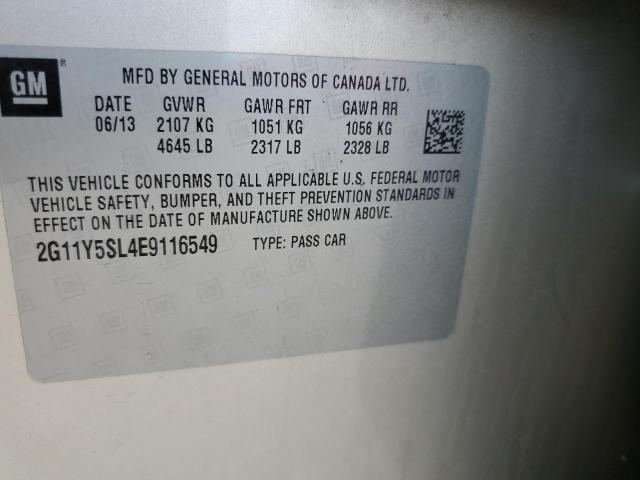 GM ®
MFD BY GENERAL MOTORS OF CANADA LTD.
DATE GVWR GAWR FRT GAWR RR
06/13 2107 KG 1051 KG 1056 KG
4645 LB 2317 LB 2328 LB
THIS VEHICLE CONFORMS TO ALL APPLICABLE U.S. FEDERAL MOTOR
VEHICLE SAFETY, BUMPER, AND THEFT PREVENTION STANDARDS IN
EFFECT ON THE DATE OF MANUFACTURE SHOWN ABOVE.
2G11Y5SL4E9116549 TYPE: PASS CAR